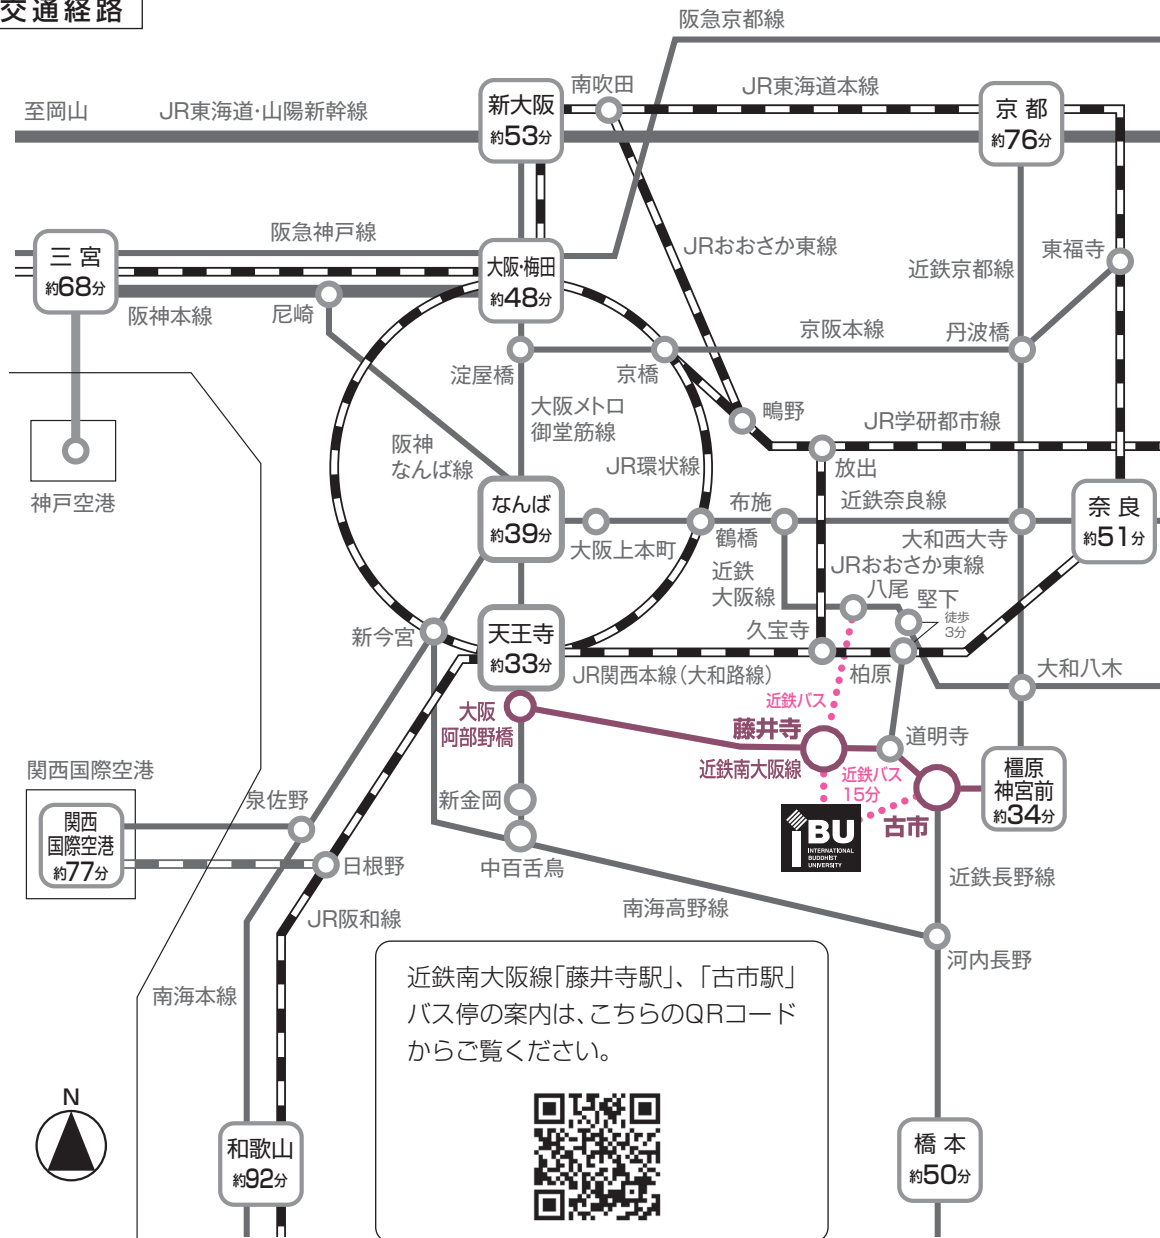 交通経路
阪急京都線
南吹田
JR東海道本線
至岡山
JR東海道・山陽新幹線
新大阪
約53分
京都
約76分
阪急神戸線
JRおおさか東線
近鉄京都線
東福寺
三宮
約68分
大阪・梅田
約48分
阪神本線
尼崎
淀屋橋
京橋
京阪本線
丹波橋
大阪メトロ
御堂筋線
鴫野
JR学研都市線
阪神
なんば線
JR環状線
放出
神戸空港
なんば
約39分
布施
近鉄奈良線
奈良
約51分
大阪上本町
鶴橋
大和西大寺
近鉄
大阪線
JRおおさか東線
八尾
堅下
徒歩
3分
新今宮
天王寺
約33分
久宝寺
柏原
JR関西本線(大和路線)
大和八木
近鉄バス
大阪
阿部野橋
藤井寺
道明寺
近鉄南大阪線
近鉄バス
15分
橿原
神宮前
約34分
関西国際空港
関西
国際空港
約77分
泉佐野
新金岡
古市
iBU
INTERNATIONAL
BUDDHIST
UNIVERSITY
日根野
中百舌鳥
近鉄長野線
JR阪和線
南海高野線
河内長野
南海本線
近鉄南大阪線「藤井寺駅」、「古市駅」
バス停の案内は、こちらのQRコード
からご覧ください。
N
和歌山
約92分
橋本
約50分